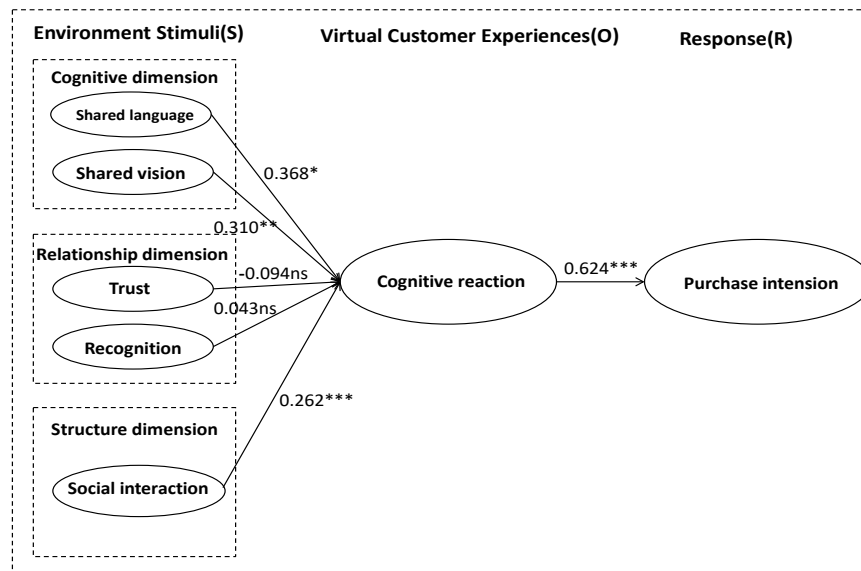 Environment Stimuli(S)
Virtual Customer Experiences(O)
Response(R)
Cognitive dimension
Shared language
Shared vision
0.368*
0.310**
Relationship dimension
Trust
-0.094ns
Recognition
0.043ns
Cognitive reaction
0.624***
Purchase intension
Structure dimension
Social interaction
0.262***